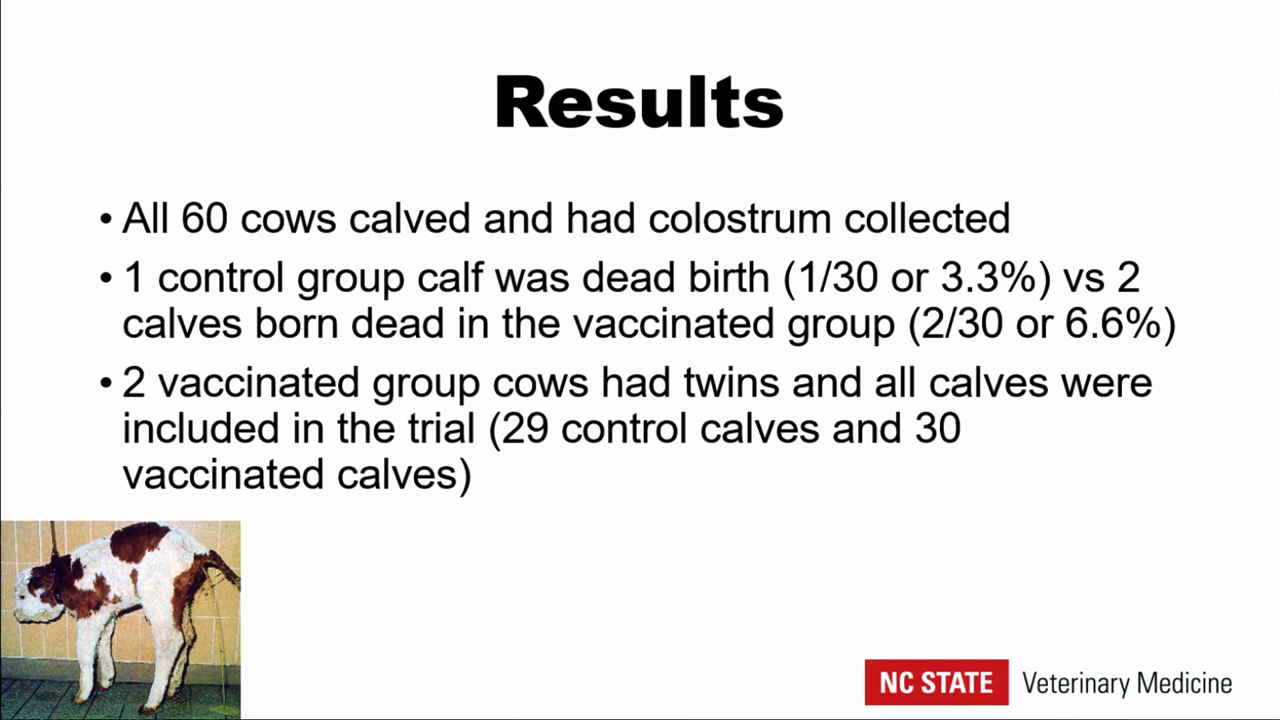 Results
• All 60 cows calved and had colostrum collected
• 1 control group calf was dead birth (1/30 or 3.3%) vs 2
calves born dead in the vaccinated group (2/30 or 6.6%)
• 2 vaccinated group cows had twins and all calves were
included in the trial (29 control calves and 30
vaccinated calves)
NC STATE Veterinary Medicine